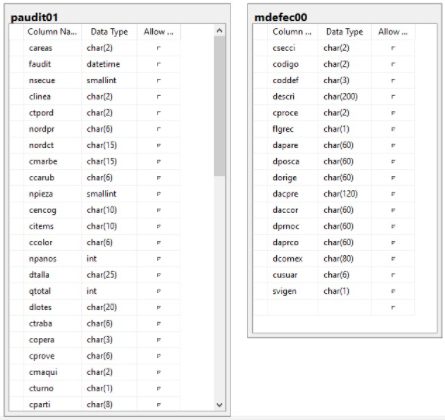 paudit01
Column Na... Data Type Allow ...
careas char(2)
faudit datetime
nsecue smallint
clinea char(2)
ctpord char(2)
nordpr char(6)
nordct char(15)
cmarbe char(15)
ccarub char(6)
npieza smallint
cencog char(10)
citems char(10)
ccolor char(6)
npanos int
dtalla char(25)
qtotal int
dlotes char(20)
ctraba char(6)
copera char(3)
cprove char(6)
cmaqui char(2)
cturno char(1)
cparti char(8)
mdefec00
Column ... Data Type Allow ...
csecci char(2)
codigo char(2)
coddef char(3)
descri char(200)
cproce char(2)
flgrec char(1)
dapare char(60)
dposca char(60)
dorige char(60)
dacpre char(120)
daccor char(60)
dprnoc char(60)
daprco char(60)
dcomex char(80)
cusuar char(6)
svigen char(1)